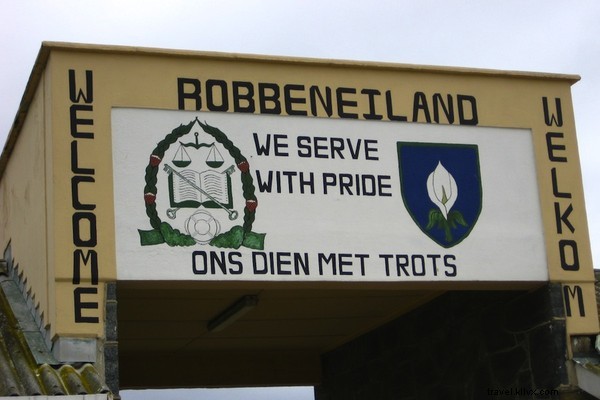 ROBBENEILAND
WELCOME
WE SERVE
WITH PRIDE
ONS DIEN MET TROTS
WELKOM